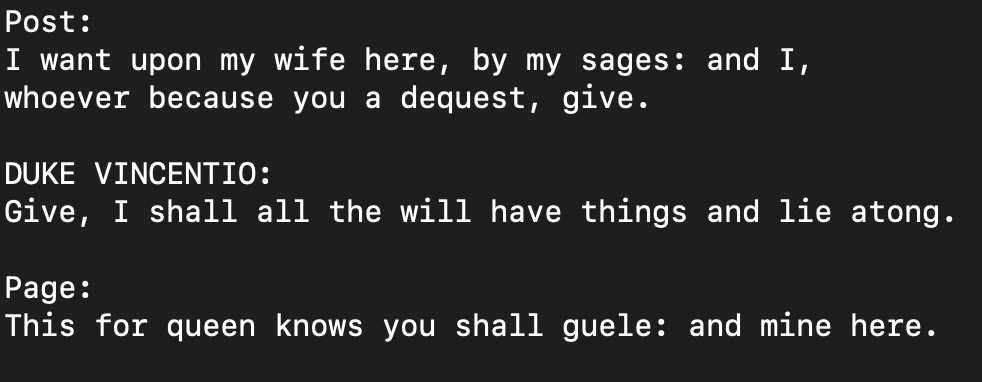 Post:
I want upon my wife here, by my sages: and I,
whoever because you a dequest, give.

DUKE VINCENTIO:
Give, I shall all the will have things and lie atong.

Page:
This for queen knows you shall guele: and mine here.